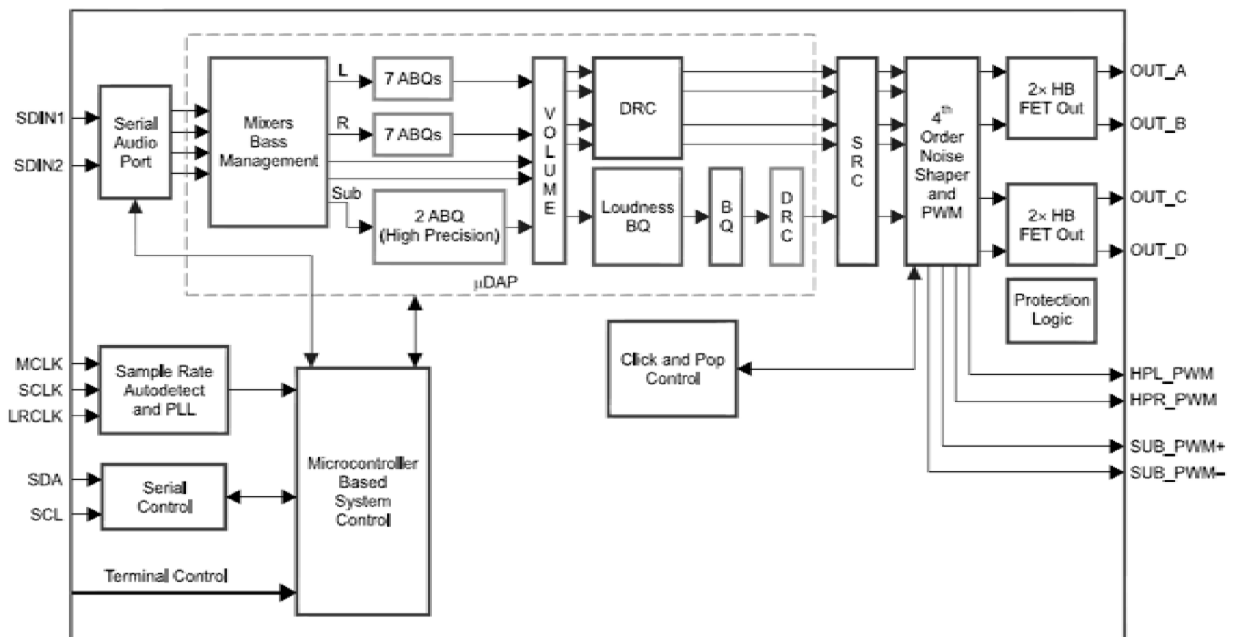 SDIN1
SDIN2
Serial
Audio
Port
Mixers
Bass
Management
L
R
Sub
7 ABQs
7 ABQs
2 ABQ
(High Precision)
V
O
L
U
M
E
DRC
Loudness
BQ
B
Q
D
R
C
µDAP
S
R
C
4th
Order
Noise
Shaper
and
PWM
2× HB
FET Out
2× HB
FET Out
OUT_A
OUT_B
OUT_C
OUT_D
Protection
Logic
Click and Pop
Control
HPL_PWM
HPR_PWM
SUB_PWM+
SUB_PWM–
MCLK
SCLK
LRCLK
Sample Rate
Autodetect
and PLL
SDA
SCL
Serial
Control
Microcontroller
Based
System
Control
Terminal Control